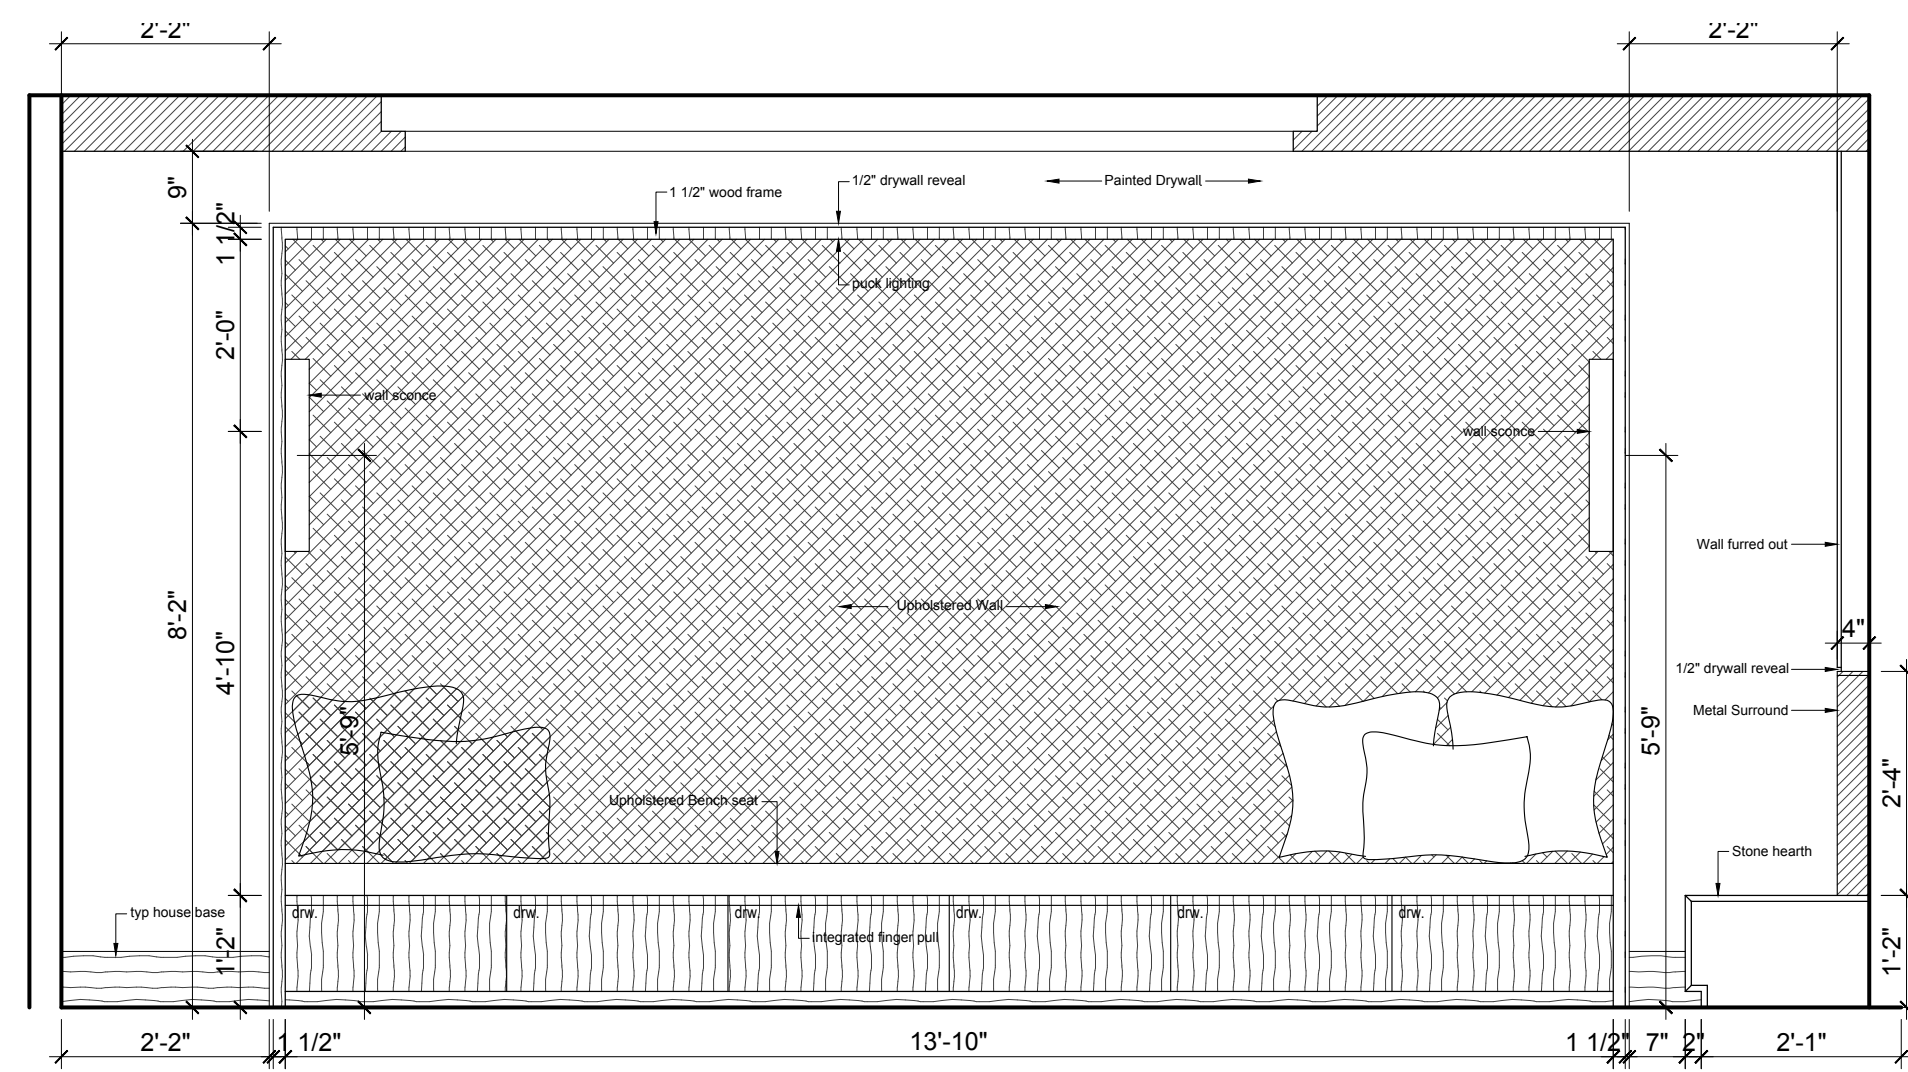 2'-2"
2'-2"
9"
1 1/2" wood frame
1/2" drywall reveal
Painted Drywall
1 1/2"
puck lighting
2'-0"
wall sconce
wall sconce
Wall furred out
8'-2"
Upholstered Wall
4'-10"
4"
1/2" drywall reveal
Metal Surround
5'-9"
5'-9"
2'-4"
Upholstered Bench seat
Stone hearth
typ house base
drw.
drw.
drw.
drw.
drw.
drw.
integrated finger pull
1'-2"
1'-2"
2'-2"
1 1/2"
13'-10"
1 1/2"
7"
2"
2'-1"